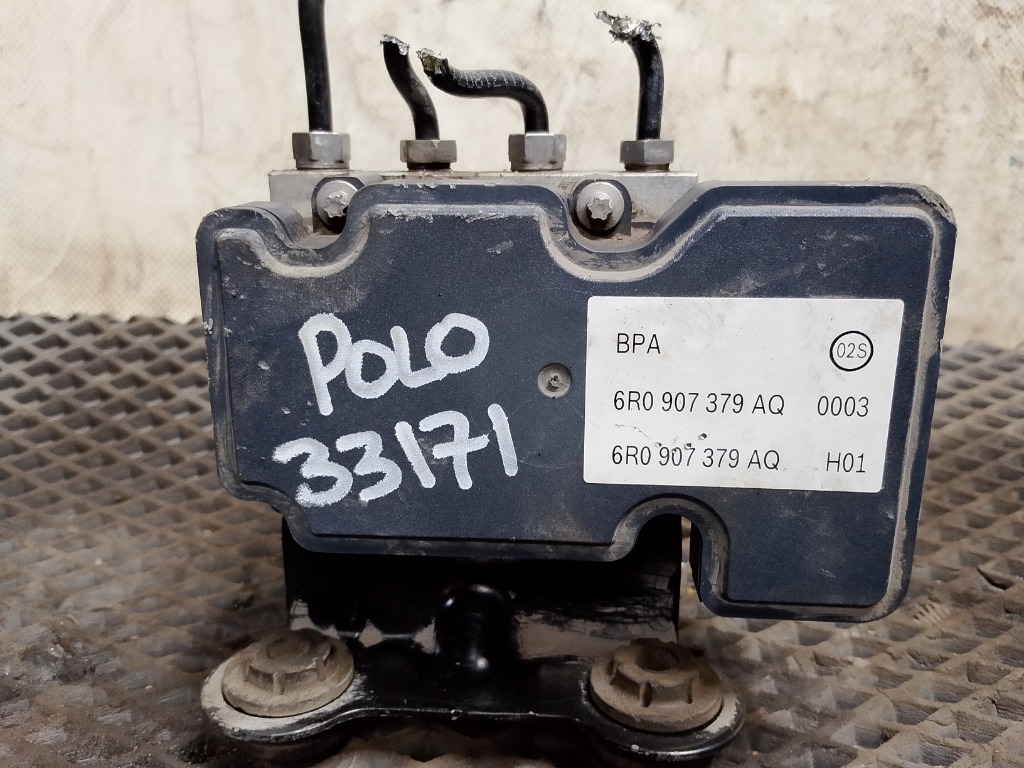 POLO
33171
BPA 02S
6R0 907 379 AQ 0003
6R0 907 379 AQ H01